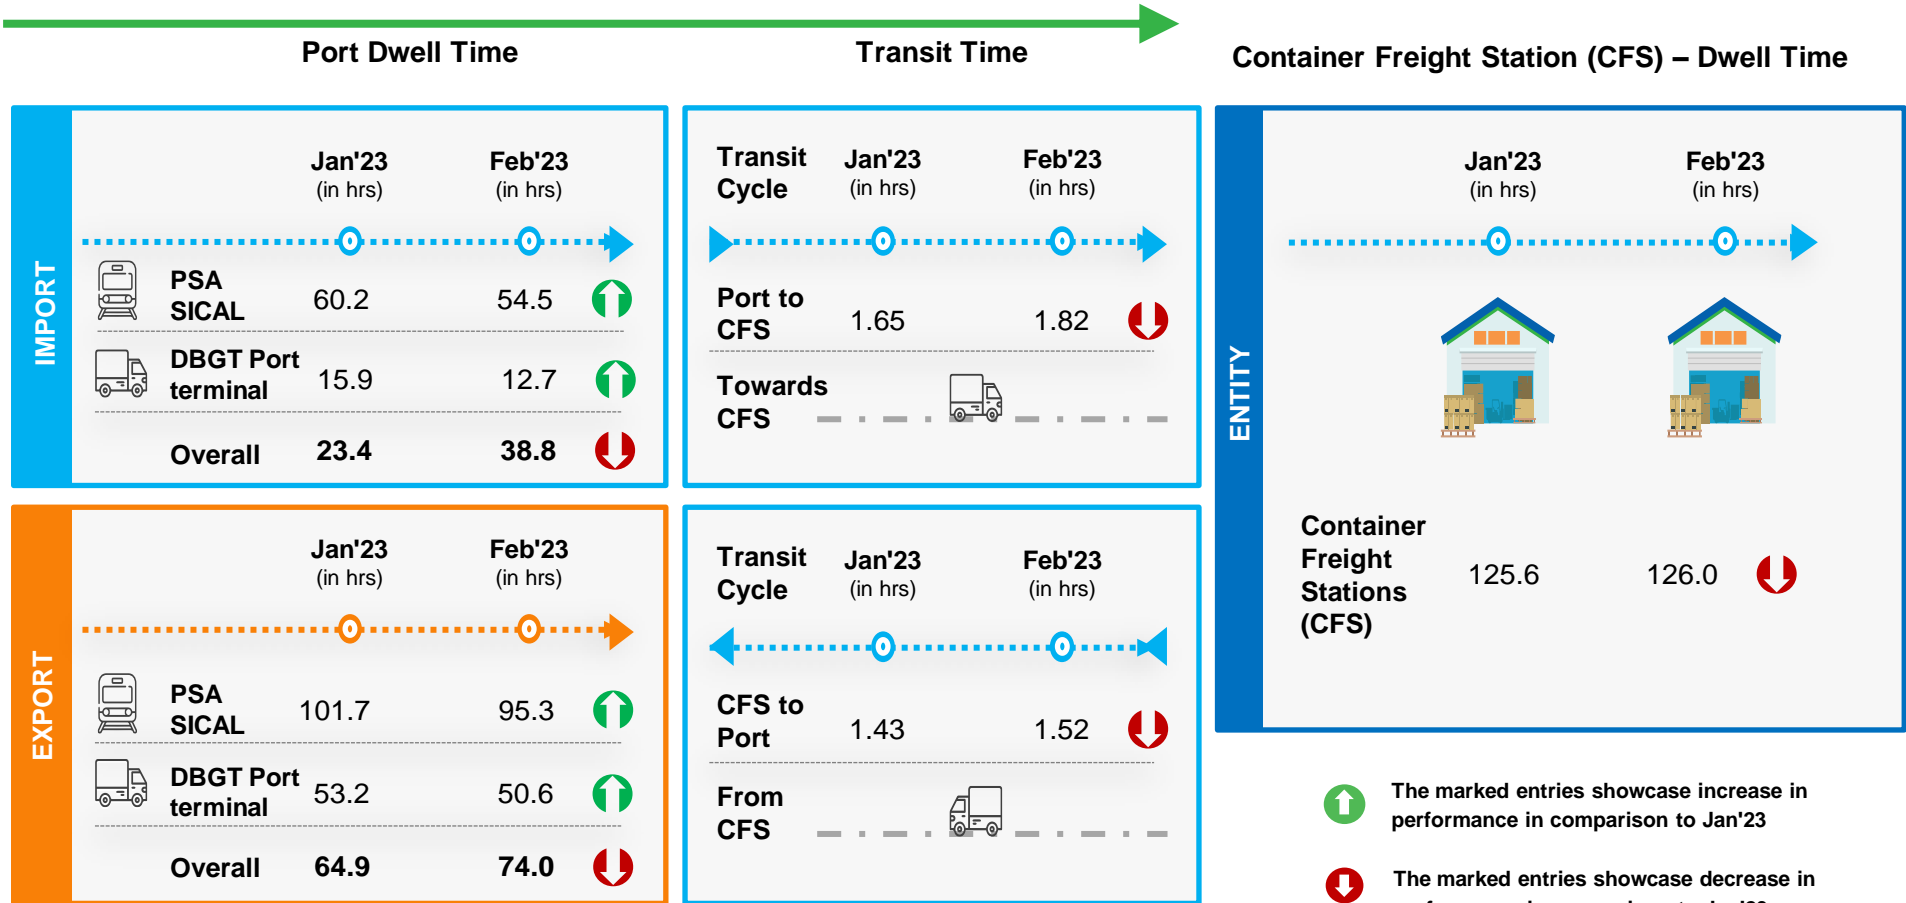 Port Dwell Time
Transit Time
Container Freight Station (CFS) – Dwell Time
IMPORT
Jan'23
Feb'23
(in hrs)
(in hrs)
PSA
SICAL
60.2
54.5
DBGT Port
terminal
15.9
12.7
Overall
23.4
38.8
Transit
Cycle
Jan'23
Feb'23
(in hrs)
(in hrs)
Port to
CFS
1.65
1.82
Towards
CFS
ENTITY
Jan'23
Feb'23
(in hrs)
(in hrs)
Container
Freight
Stations
(CFS)
125.6
126.0
EXPORT
Jan'23
Feb'23
(in hrs)
(in hrs)
PSA
SICAL
101.7
95.3
DBGT Port
terminal
53.2
50.6
Overall
64.9
74.0
Transit
Cycle
Jan'23
Feb'23
(in hrs)
(in hrs)
CFS to
Port
1.43
1.52
From
CFS
The marked entries showcase increase in
performance in comparison to Jan'23
The marked entries showcase decrease in